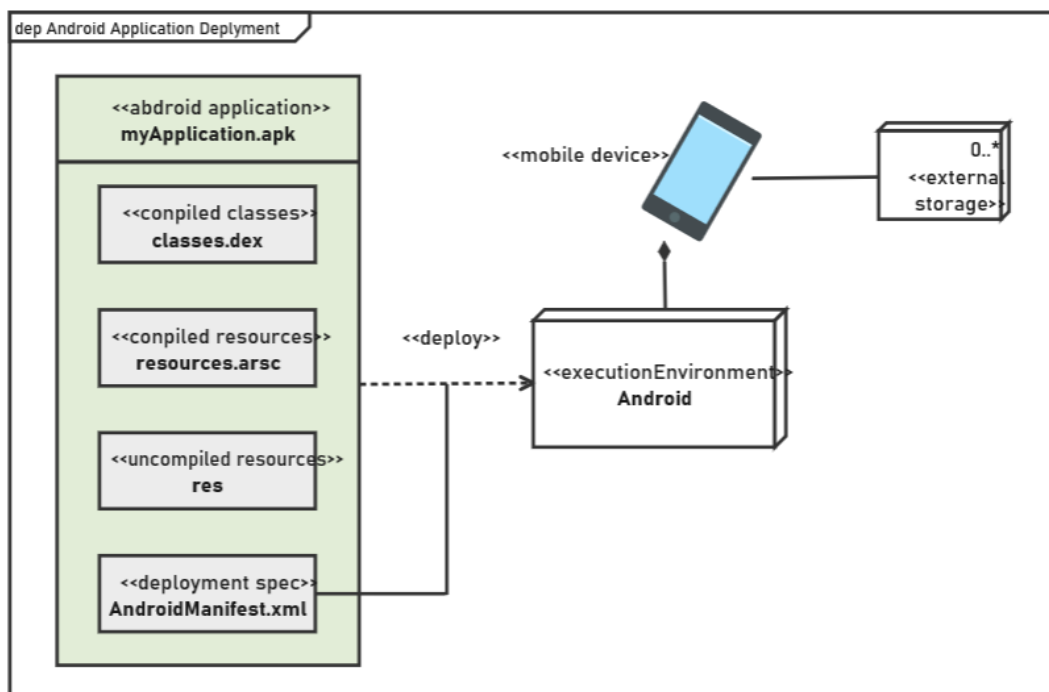 dep Android Application Deplyment
<<abdroid application>>
myApplication.apk
<<conpiled classes>>
classes.dex
<<conpiled resources>>
resources.arsc
<<uncompiled resources>>
res
<<deployment spec>>
AndroidManifest.xml
<<deploy>>
<<mobile device>>
0..*
<<external
storage>>
<<executionEnvironment>>
Android